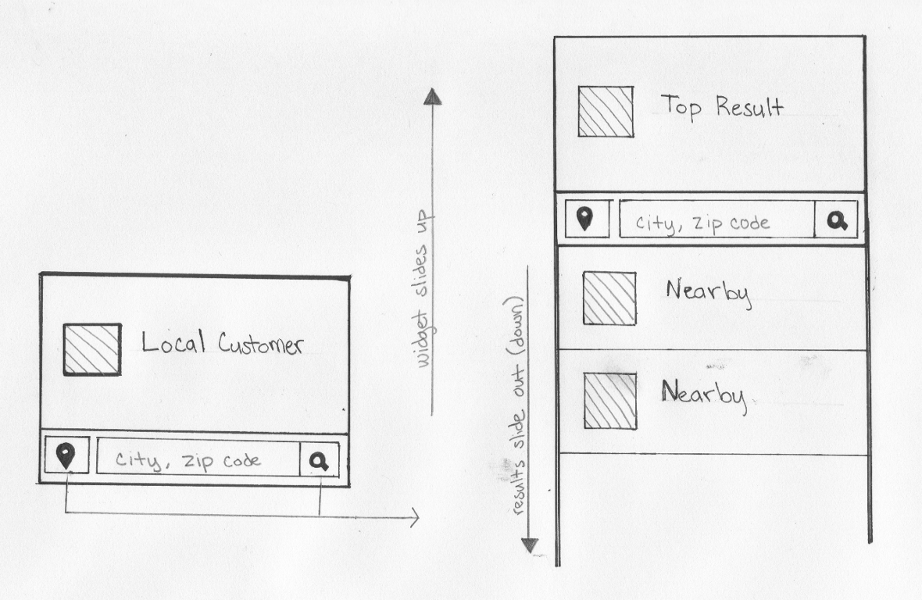 Local Customer
city, zip code
widget slides up
results slide out (down)
Top Result
city, zip code
Nearby
Nearby